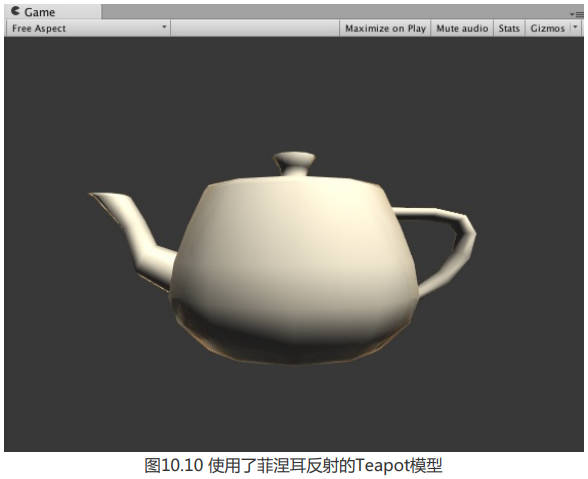 Game
Free Aspect
Maximize on Play Mute audio Stats Gizmos
图10.10 使用了菲涅耳反射的Teapot模型